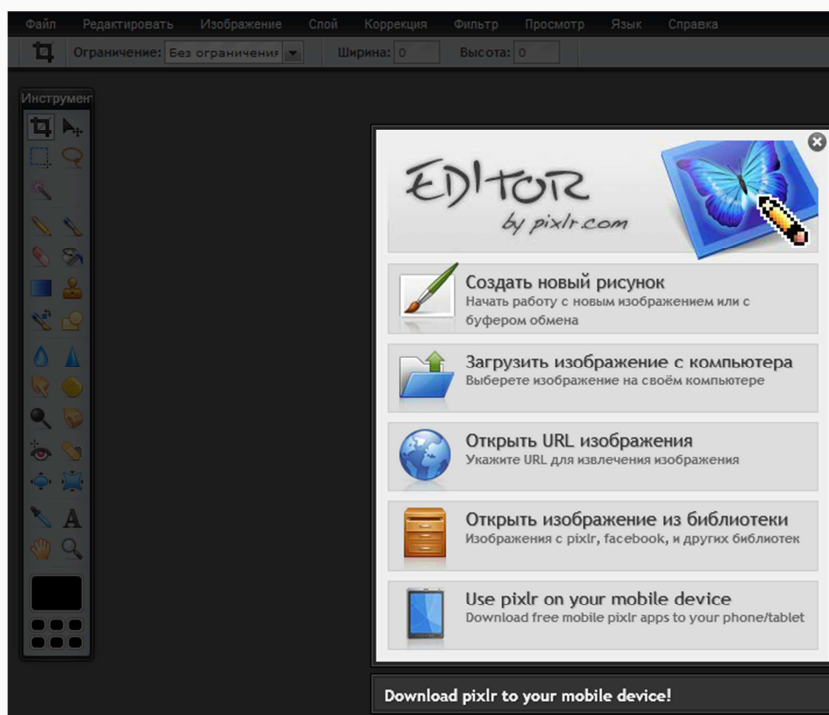 Файл Редактировать Изображение Слой Коррекция Фильтр Просмотр Язык Справка
Ограничение: Без ограничения Ширина: 0 Высота: 0
Инструмен
EDITOR
by pixlr.com
Создать новый рисунок
Начать работу с новым изображением или с
буфером обмена
Загрузить изображение с компьютера
Выберете изображение на своём компьютере
Открыть URL изображения
Укажите URL для извлечения изображения
Открыть изображение из библиотеки
Изображения с pixlr, facebook, и других библиотек
Use pixlr on your mobile device
Download free mobile pixlr apps to your phone/tablet
Download pixlr to your mobile device!